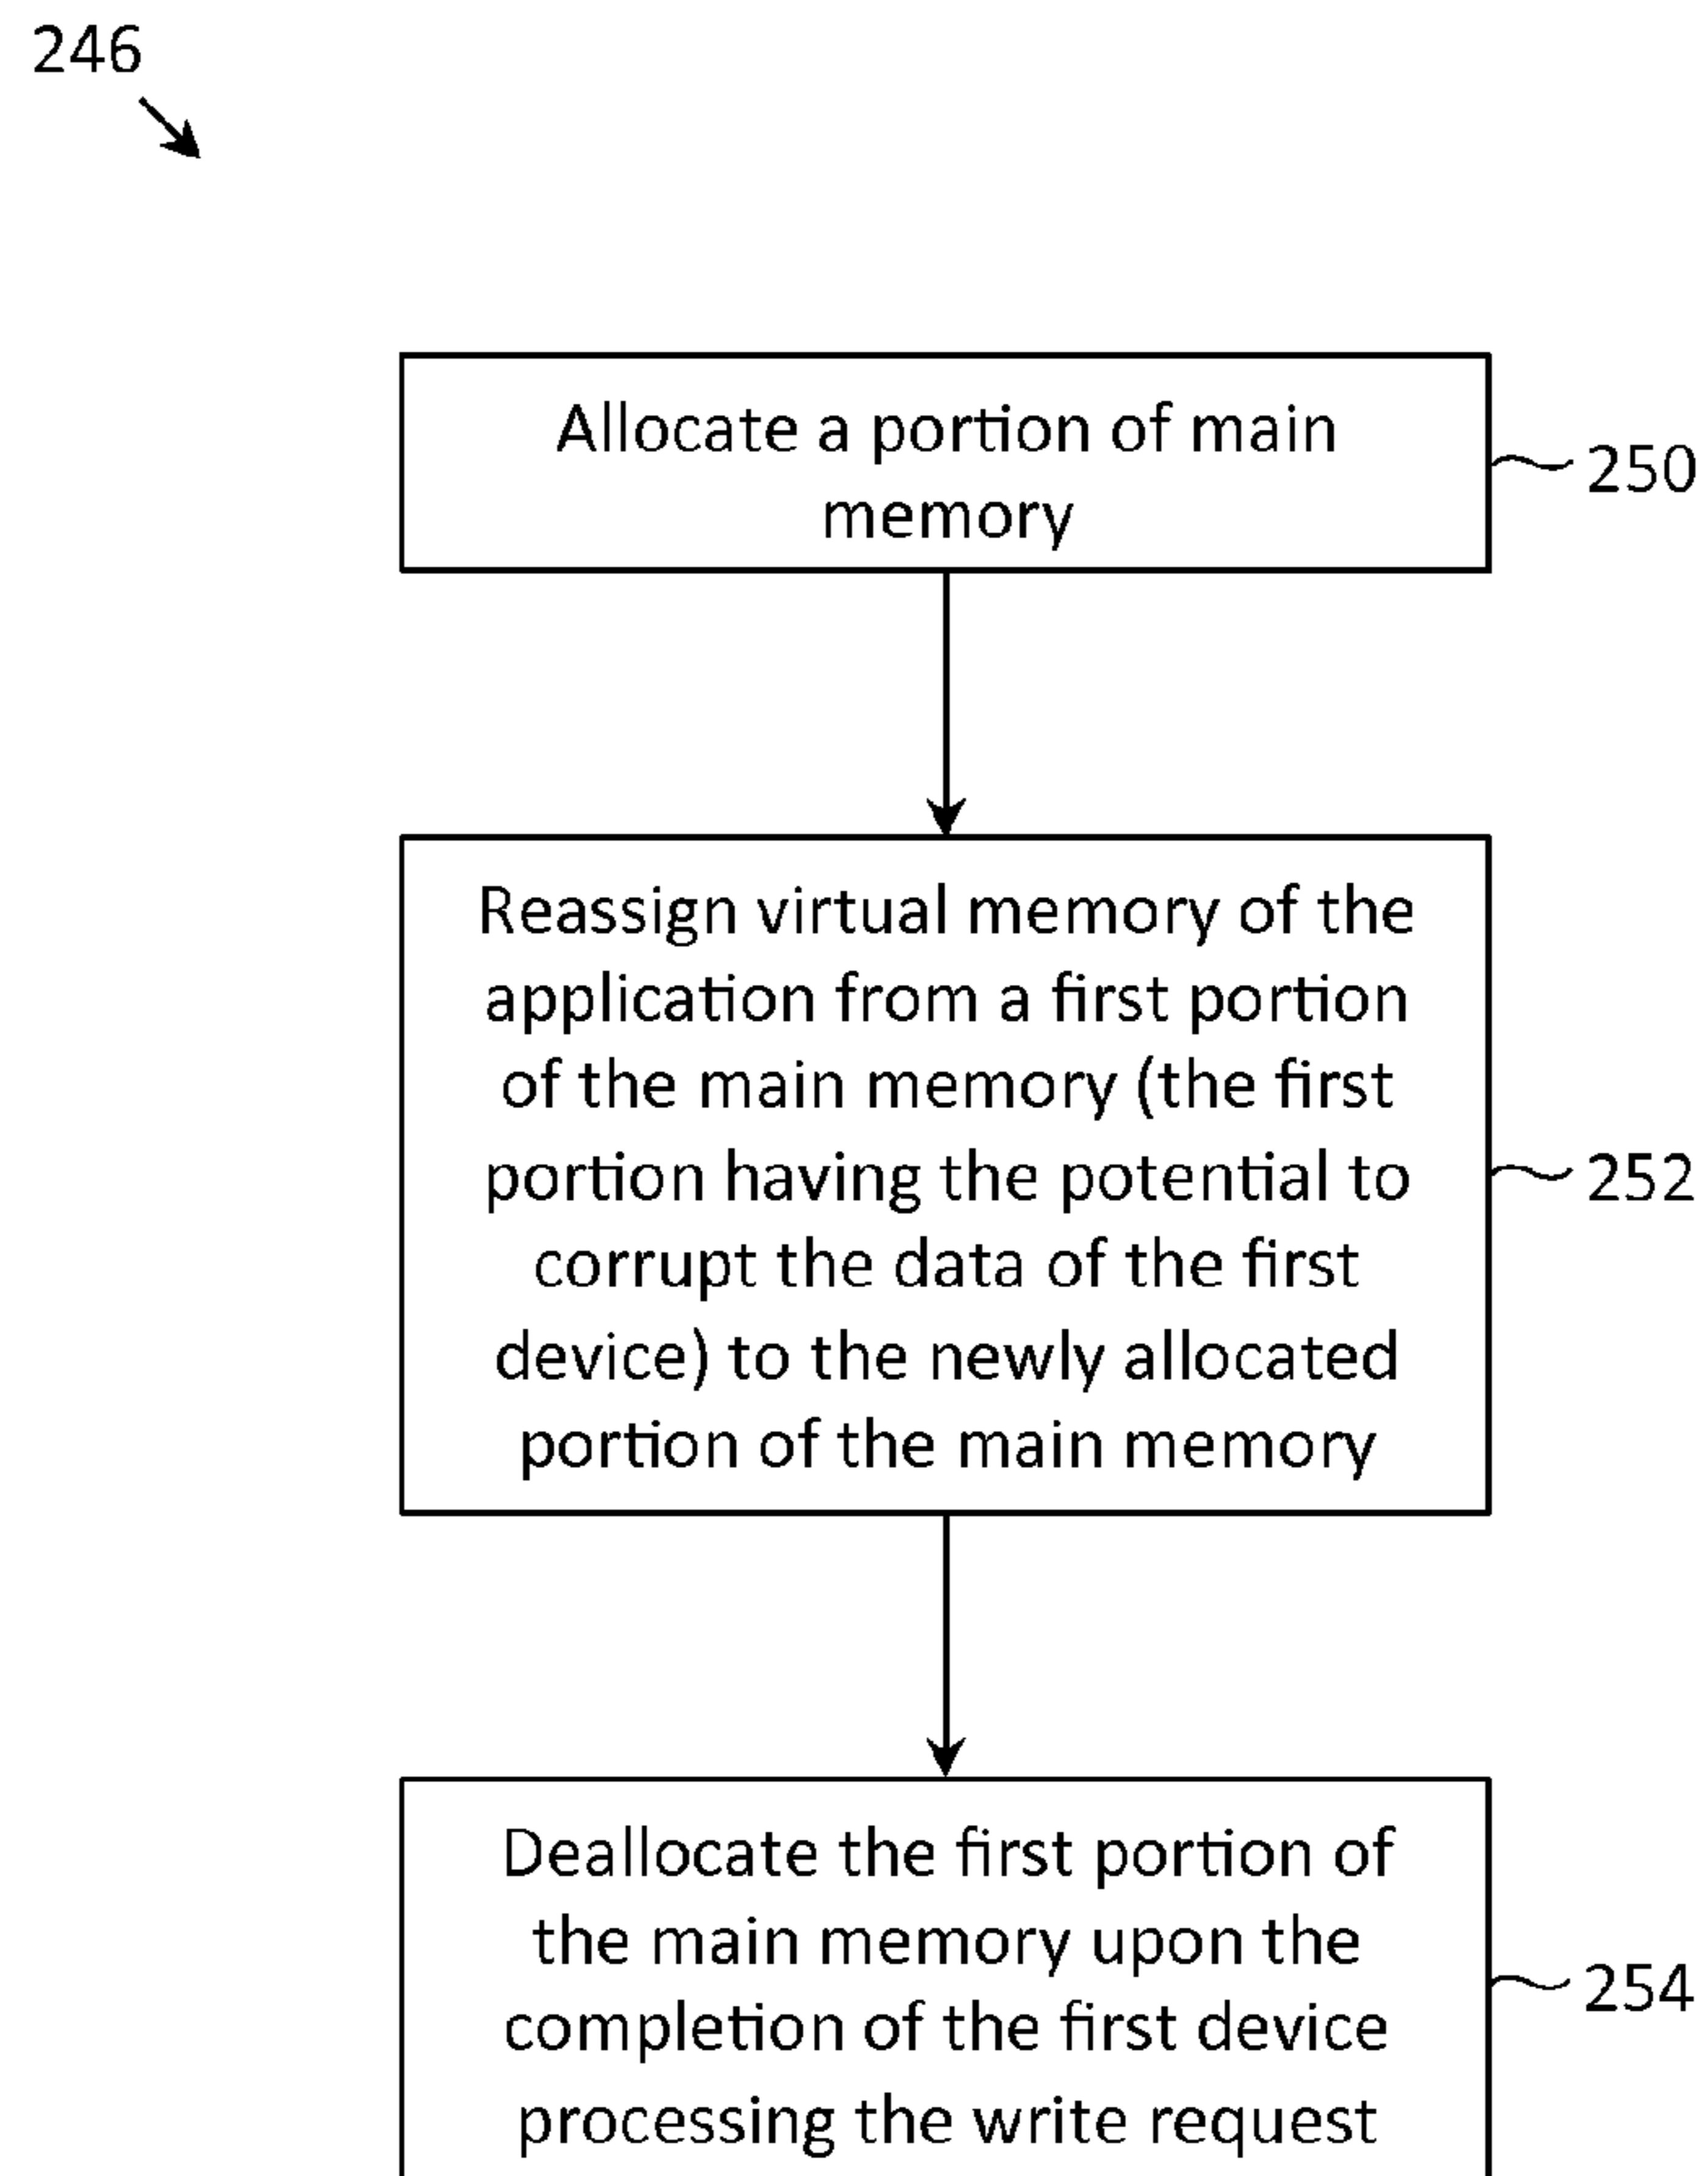 246
Allocate a portion of main
memory
250
Reassign virtual memory of the
application from a first portion
of the main memory (the first
portion having the potential to
corrupt the data of the first
device) to the newly allocated
portion of the main memory
252
Deallocate the first portion of
the main memory upon the
completion of the first device
processing the write request
254